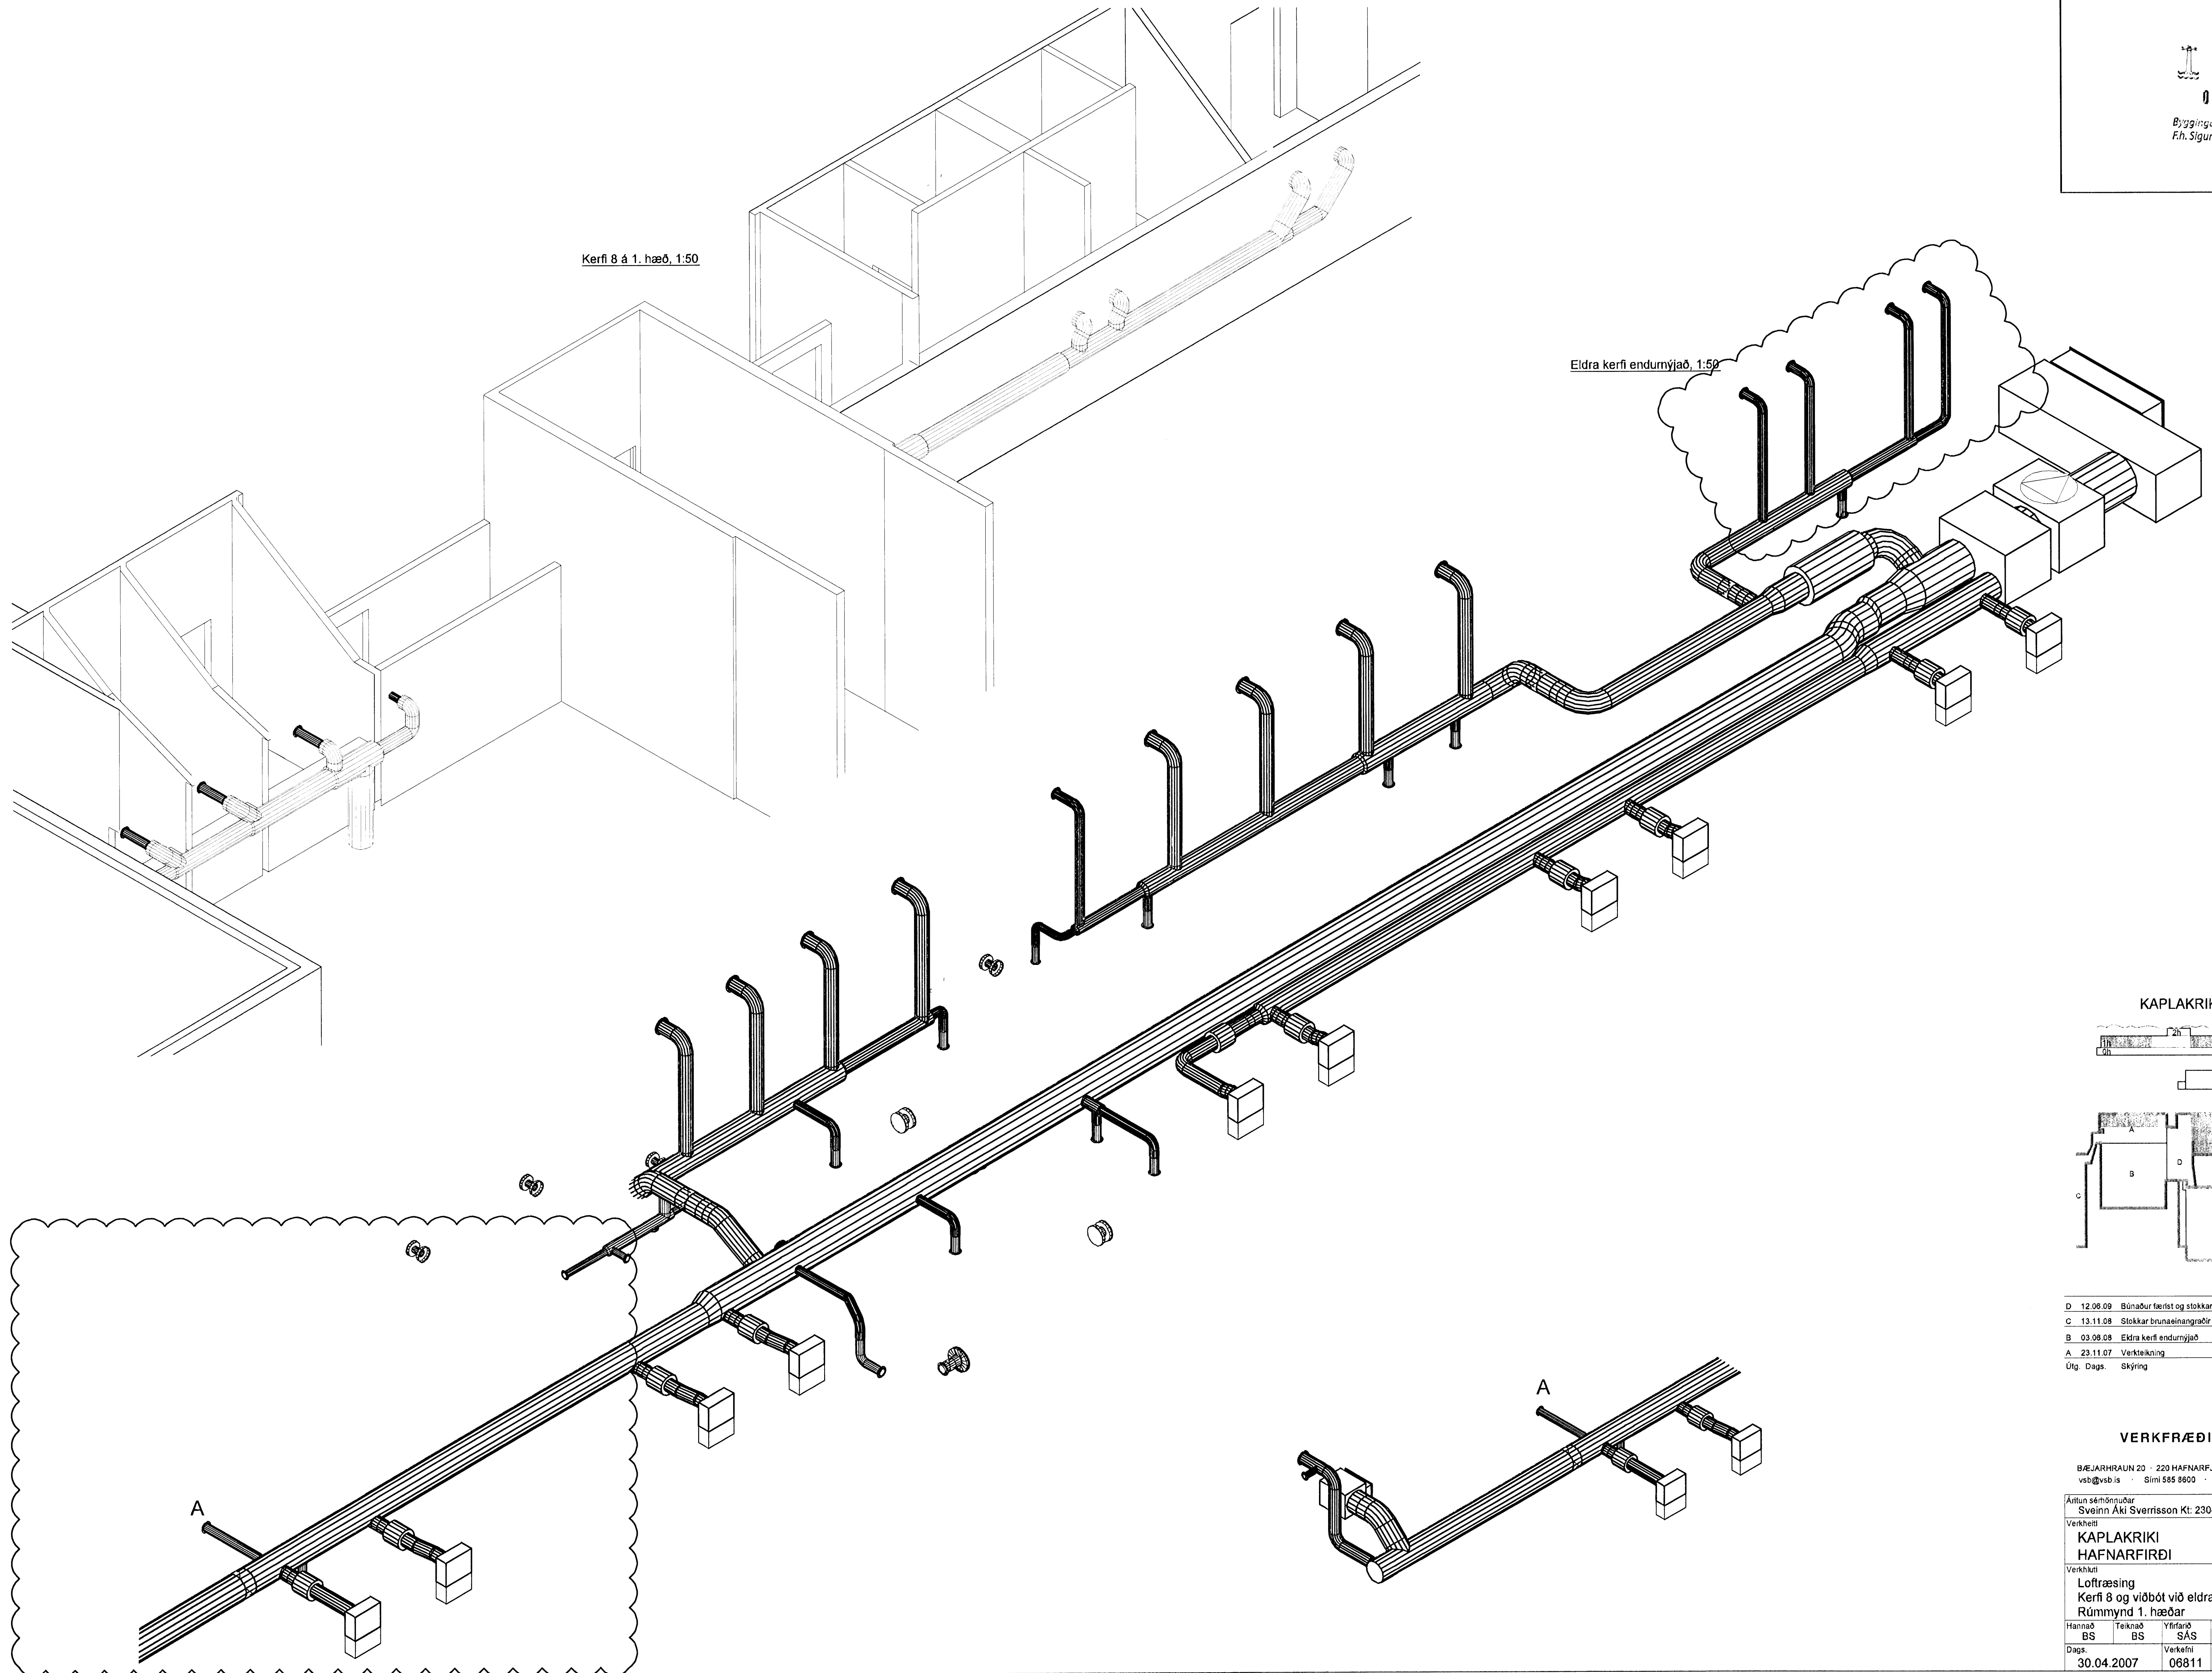 Kerfi 8 á 1. hæð, 1:50
Eldra kerfi endurnýjað, 1:50
F.h. Sigur
KAPLAKRIK
2h
1h
0h
A
B
D
C
D 12.06.09 Búnaður færist og stokkar
C 13.11.08 Stokkar brunaeinangraðir
B 03.06.08 Eldra kerfi endurnýjað
A 23.11.07 Verkteikning
Útg. Dags. Skýring
A
A
VERKFRÆÐI
BÆJARHRAUN 20 · 220 HAFNARFJ
vsb@vsb.is · Sími 585 8600 ·
Áritun sérhönnuðar
Sveinn Áki Sverrisson Kt: 230
Verkheiti
KAPLAKRIKI
HAFNARFIRÐI
Verkhluti
Loftræsing
Kerfi 8 og viðbót við eldra
Rúmmynd 1. hæðar
Hannað Teiknað Yfirfarið
BS BS SÁS
Dags. Verkefni
30.04.2007 06811